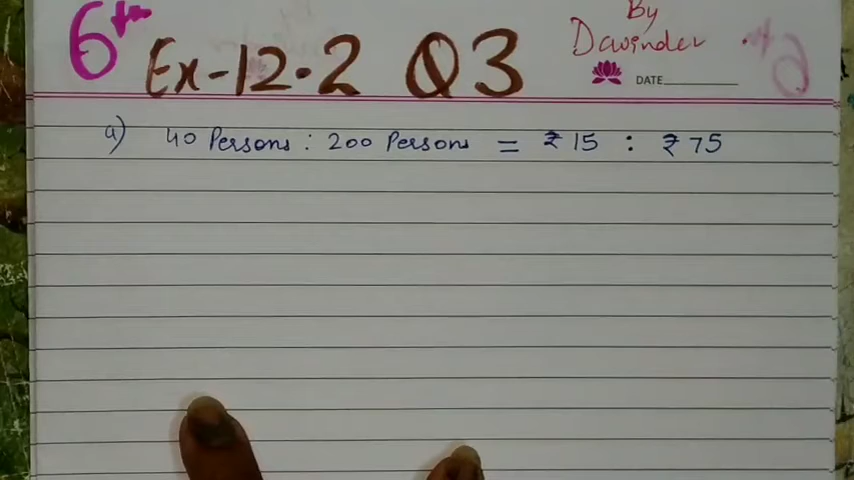 6th
Ex-12.2 Q3
By
Davinder
DATE
a) 40 Persons : 200 Persons = ₹ 15 : ₹ 75